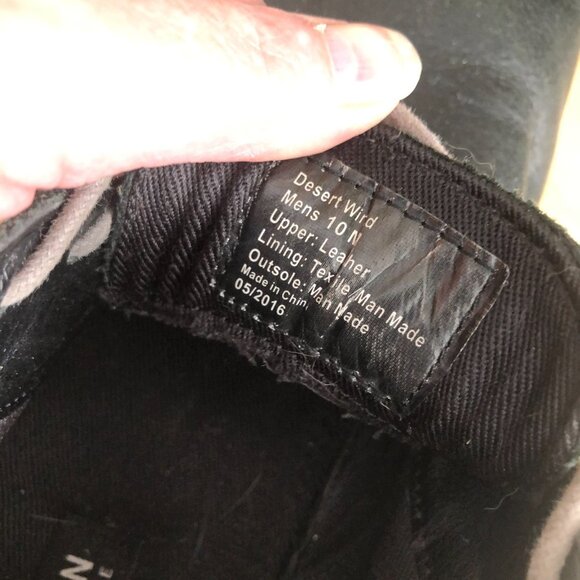 Desert Wird
Mens 10 N
Upper: Leaher
Lining: Texile/Man Made
Outsole: Man Made
Made in China
05/2016
N
E